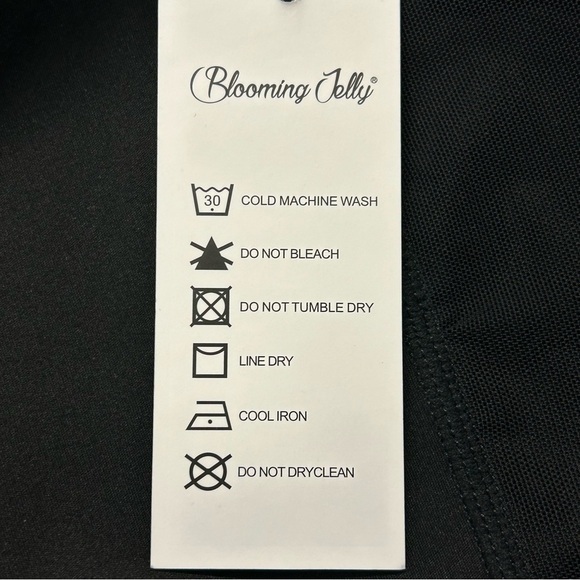 Blooming Jelly®
30 COLD MACHINE WASH
DO NOT BLEACH
DO NOT TUMBLE DRY
LINE DRY
COOL IRON
DO NOT DRYCLEAN